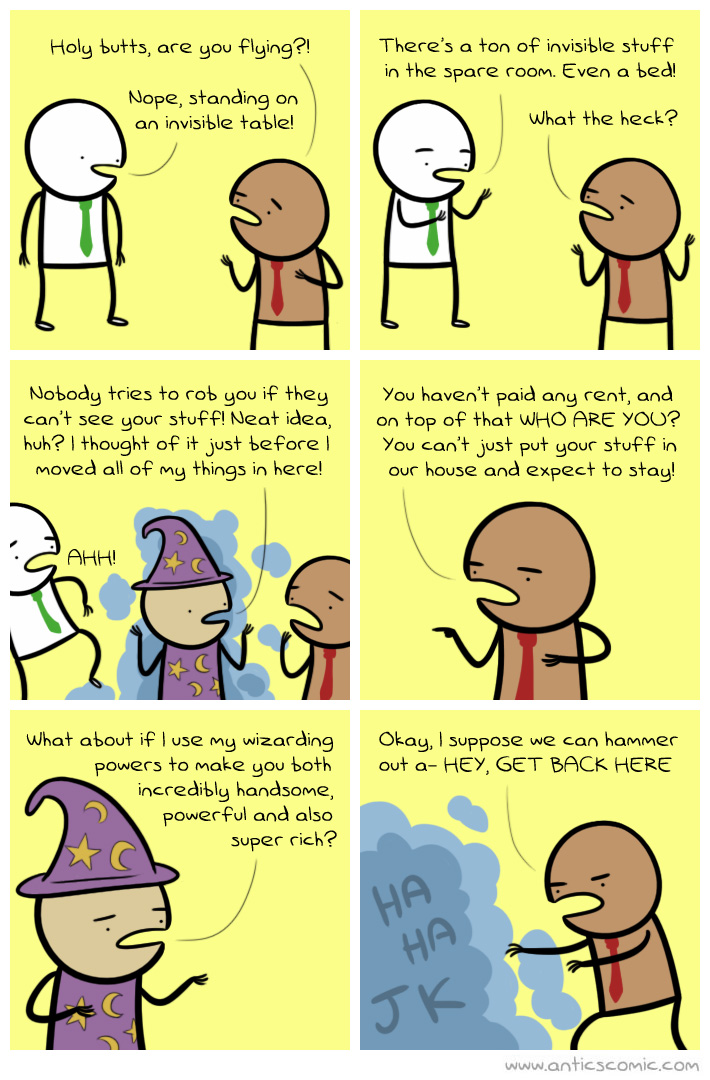 Holy butts, are you flying?!
Nope, standing on
an invisible table!
There's a ton of invisible stuff
in the spare room. Even a bed!
What the heck?
Nobody tries to rob you if they
can't see your stuff! Neat idea,
huh? I thought of it just before I
moved all of my things in here!
AHH!
You haven't paid any rent, and
on top of that WHO ARE YOU?
You can't just put your stuff in
our house and expect to stay!
What about if I use my wizarding
powers to make you both
incredibly handsome,
powerful and also
super rich?
Okay, I suppose we can hammer
out a- HEY, GET BACK HERE
HA
HA
JK
www.anticscomic.com